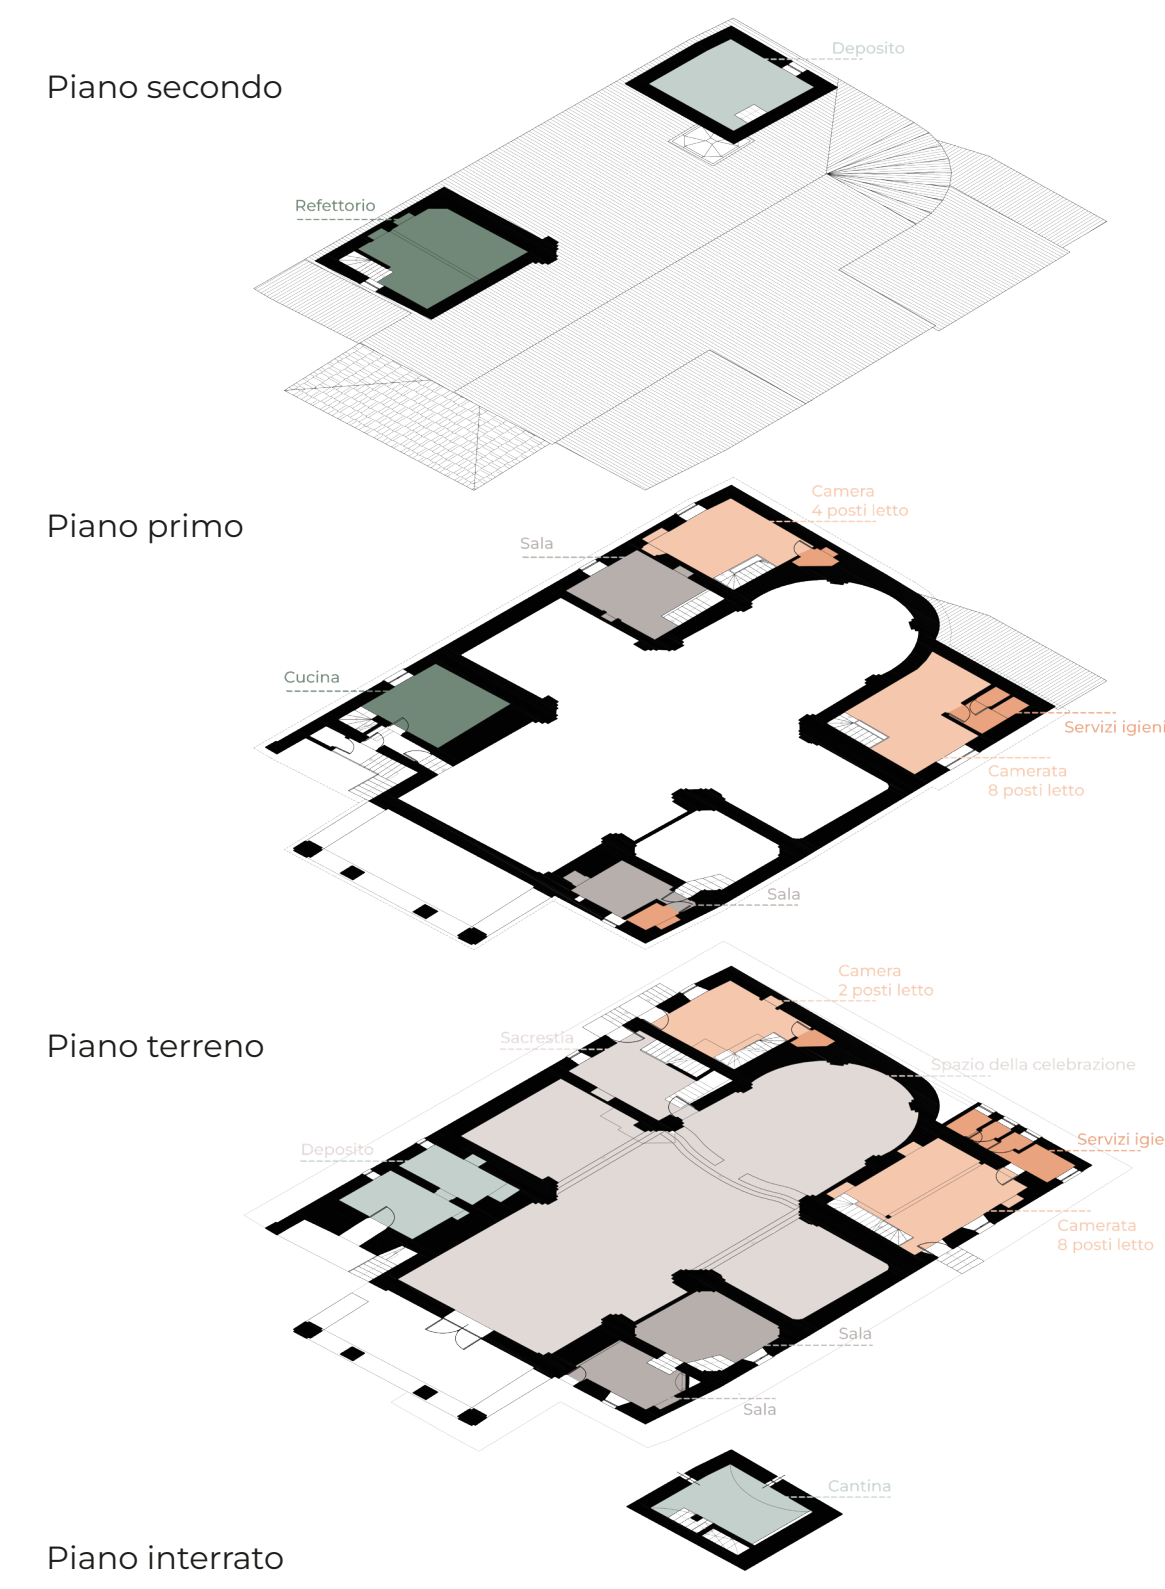 Deposito
Piano secondo
Refettorio
Camera
4 posti letto
Piano primo
Sala
Cucina
Servizi igieni
Camerata
8 posti letto
Sala
Camera
2 posti letto
Sacrestia
Piano terreno
Spazio della celebrazione
Servizi igie
Deposito
Camerata
8 posti letto
Sala
Sala
Cantina
Piano interrato